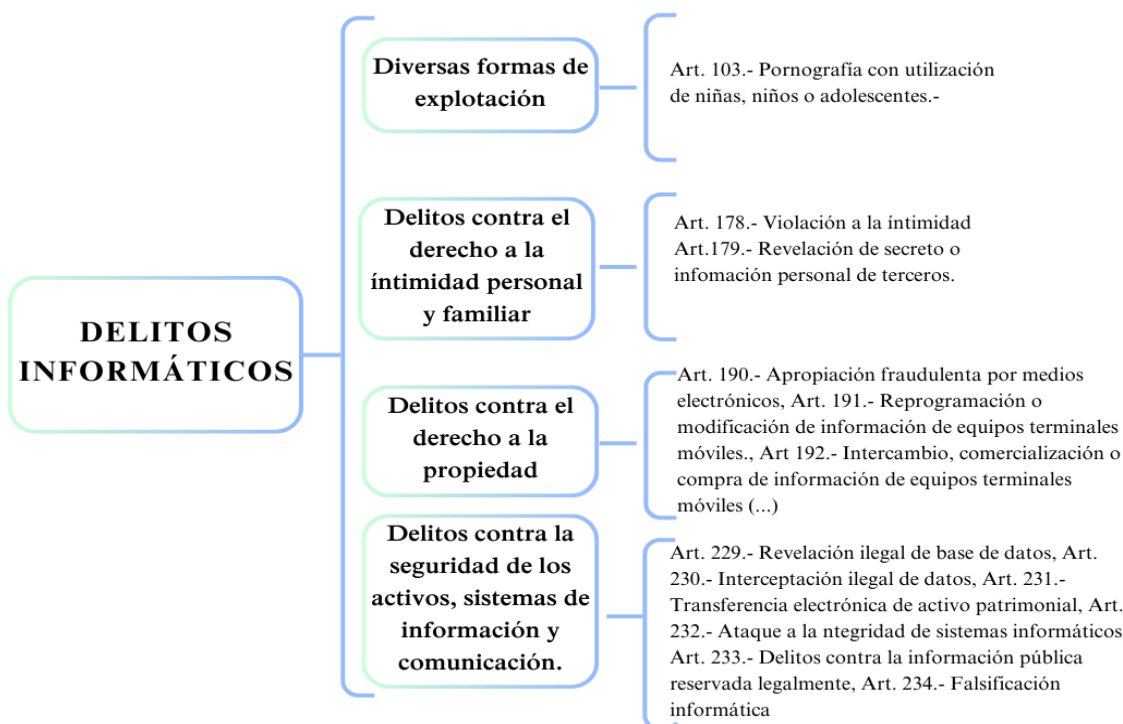 DELITOS
INFORMÁTICOS
Diversas formas de
explotación
Art. 103.- Pornografía con utilización
de niñas, niños o adolescentes.-
Delitos contra el
derecho a la
íntimidad personal
y familiar
Art. 178.- Violación a la íntimidad
Art.179.- Revelación de secreto o
infomación personal de terceros.
Delitos contra el
derecho a la
propiedad
Art. 190.- Apropiación fraudulenta por medios
electrónicos, Art. 191.- Reprogramación o
modificación de información de equipos terminales
móviles., Art 192.- Intercambio, comercialización o
compra de información de equipos terminales
móviles (...)
Delitos contra la
seguridad de los
activos, sistemas de
información y
comunicación.
Art. 229.- Revelación ilegal de base de datos, Art.
230.- Interceptación ilegal de datos, Art. 231.-
Transferencia electrónica de activo patrimonial, Art.
232.- Ataque a la ntegridad de sistemas informáticos
Art. 233.- Delitos contra la información pública
reservada legalmente, Art. 234.- Falsificación
informática